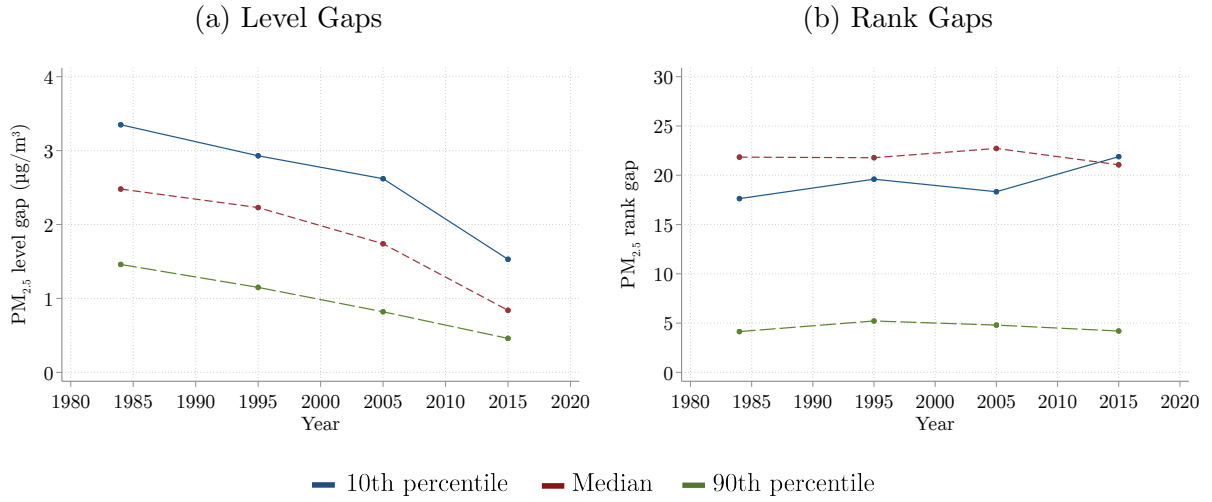 (a) Level Gaps
PM2.5 level gap (µg/m³)
4
3
2
1
0
1980 1985 1990 1995 2000 2005 2010 2015 2020
Year
(b) Rank Gaps
PM2.5 rank gap
30
25
20
15
10
5
0
1980 1985 1990 1995 2000 2005 2010 2015 2020
Year
10th percentile Median 90th percentile